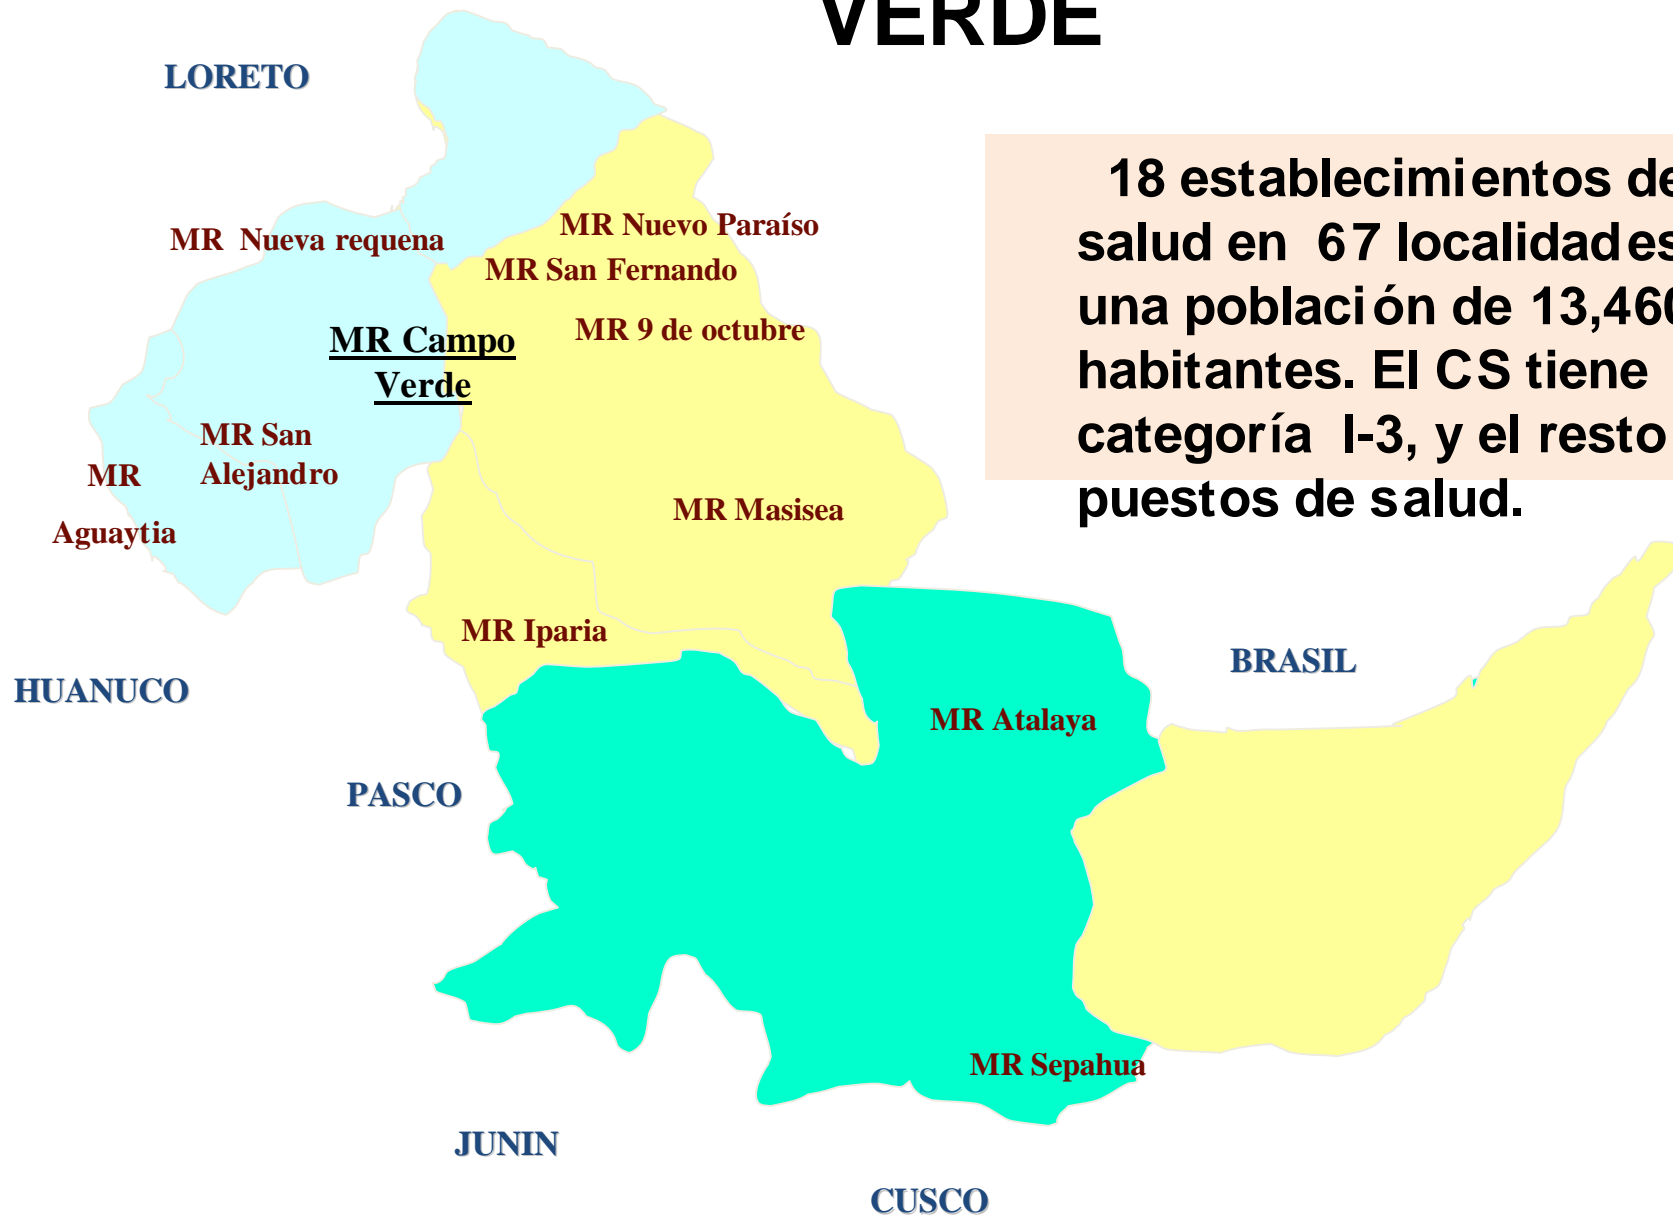 VERDE
LORETO
18 establecimientos de
salud en 67 localidades
una población de 13,460
habitantes. El CS tiene
categoría I-3, y el resto
puestos de salud.
MR Nueva requena
MR Nuevo Paraíso
MR San Fernando
MR 9 de octubre
MR Campo
Verde
MR San
Alejandro
MR
Aguaytia
MR Masisea
MR Iparia
BRASIL
HUANUCO
MR Atalaya
PASCO
MR Sepahua
JUNIN
CUSCO